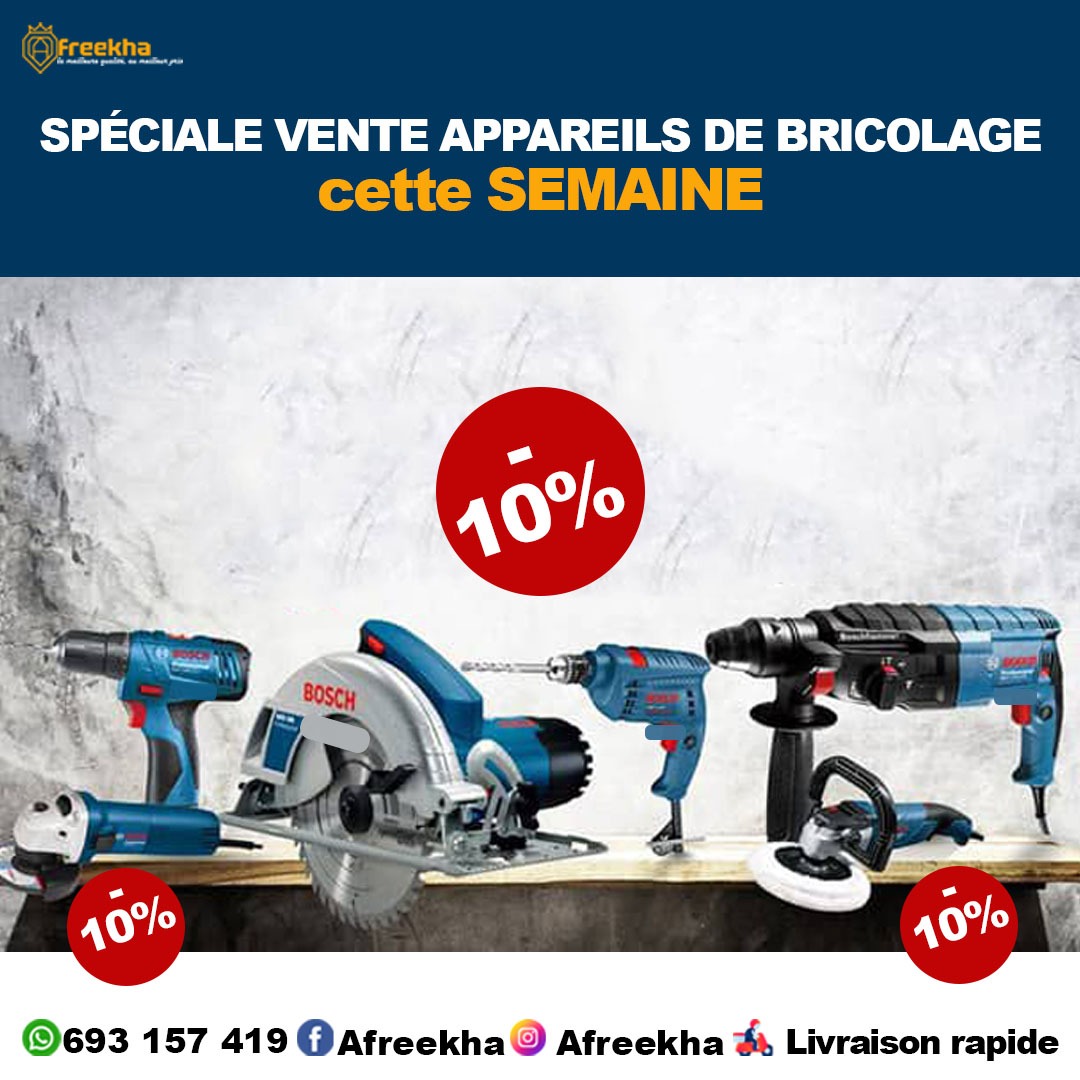 Afreekha
la meilleure qualité, au meilleur prix
SPÉCIALE VENTE APPAREILS DE BRICOLAGE
cette SEMAINE
-
10%
BOSCH
BOSCH
BOSCH
BOSCH
-
10%
-
10%
693 157 419 Afreekha Afreekha Livraison rapide